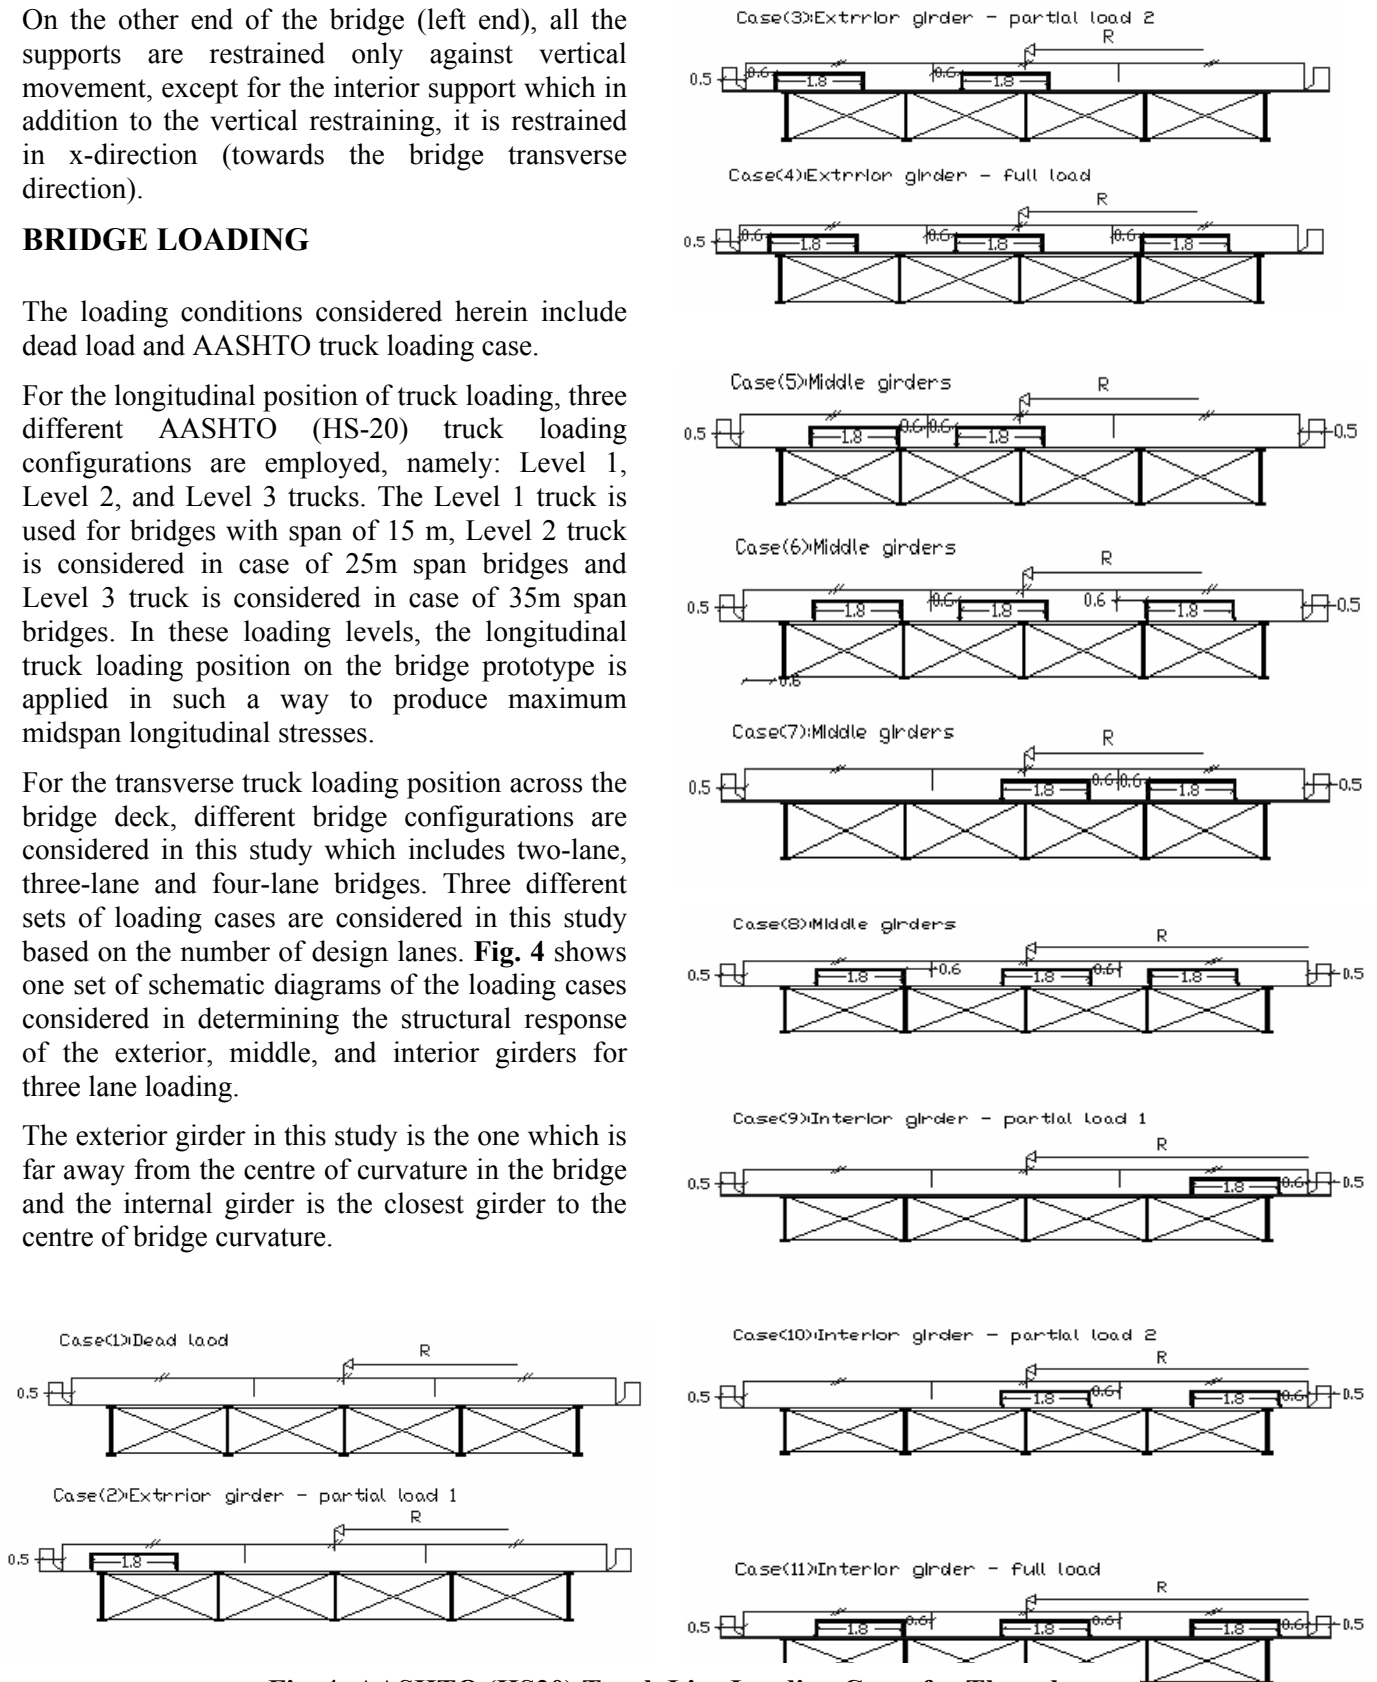 On the other end of the bridge (left end), all the
supports are restrained only against vertical
movement, except for the interior support which in
addition to the vertical restraining, it is restrained
in x-direction (towards the bridge transverse
direction).
BRIDGE LOADING
The loading conditions considered herein include
dead load and AASHTO truck loading case.
For the longitudinal position of truck loading, three
different AASHTO (HS-20) truck loading
configurations are employed, namely: Level 1,
Level 2, and Level 3 trucks. The Level 1 truck is
used for bridges with span of 15 m, Level 2 truck
is considered in case of 25m span bridges and
Level 3 truck is considered in case of 35m span
bridges. In these loading levels, the longitudinal
truck loading position on the bridge prototype is
applied in such a way to produce maximum
midspan longitudinal stresses.
For the transverse truck loading position across the
bridge deck, different bridge configurations are
considered in this study which includes two-lane,
three-lane and four-lane bridges. Three different
sets of loading cases are considered in this study
based on the number of design lanes. Fig. 4 shows
one set of schematic diagrams of the loading cases
considered in determining the structural response
of the exterior, middle, and interior girders for
three lane loading.
The exterior girder in this study is the one which is
far away from the centre of curvature in the bridge
and the internal girder is the closest girder to the
centre of bridge curvature.
Case(1):Dead laod
R
0.5
Case(2):Extrrior girder - partial load 1
R
0.5
1.8
Case(3):Extrrior girder - partial load 2
R
0.5 0.6 1.8 0.6 1.8
Case(4):Extrrior girder - full load
R
0.5 0.6 1.8 0.6 1.8 0.6 1.8
Case(5):Middle girders
R
0.5 1.8 0.6 0.6 1.8 0.5
Case(6):Middle girders
R
0.5 1.8 0.6 1.8 0.6 1.8 0.5
0.6
Case(7):Middle girders
R
0.5 1.8 0.6 0.6 1.8 0.5
Case(8):Middle girders
R
0.5 1.8 0.6 1.8 0.6 1.8 0.5
Case(9):Interior girder - partial load 1
R
0.5 1.8 0.6 0.5
Case(10):Interior girder - partial load 2
R
0.5 1.8 0.6 1.8 0.6 0.5
Case(11):Interior girder - full load
R
0.5 1.8 0.6 1.8 0.6 1.8 0.6 0.5